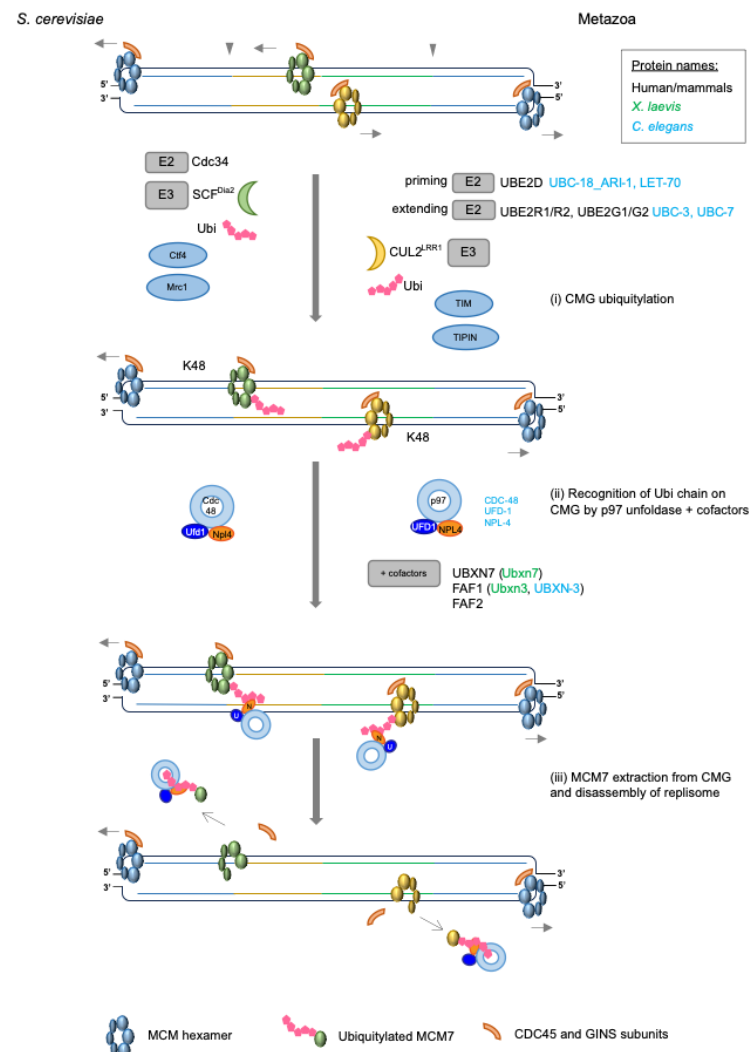 S. cerevisiae
Metazoa
Protein names:
Human/mammals
X. laevis
C. elegans
5'
3'
3'
5'
E2 Cdc34
E3 SCF^Dia2
Ubi
Ctf4
Mrc1
priming E2 UBE2D UBC-18_ARI-1, LET-70
extending E2 UBE2R1/R2, UBE2G1/G2 UBC-3, UBC-7
CUL2^LRR1 E3
Ubi
TIM
TIPIN
(i) CMG ubiquitylation
K48
5'
3'
3'
5'
K48
Cdc
48
Ufd1 Npl4
p97
UFD1 NPL4
CDC-48
UFD-1
NPL-4
(ii) Recognition of Ubi chain on
CMG by p97 unfoldase + cofactors
+ cofactors
UBXN7 (Ubxn7)
FAF1 (Ubxn3, UBXN-3)
FAF2
5'
3'
3'
5'
N
U
N
U
(iii) MCM7 extraction from CMG
and disassembly of replisome
5'
3'
3'
5'
MCM hexamer
Ubiquitylated MCM7
CDC45 and GINS subunits